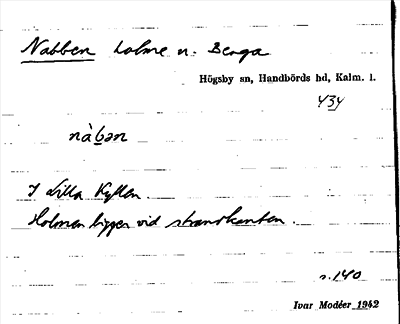 Nabben holme n. Berga
Högsby sn, Handbörds hd, Kalm. l.
434
nàbən
I Lilla Kyllen.
Holmen ligger vid strandkanten.
s. 140
Ivar Modéer 1942